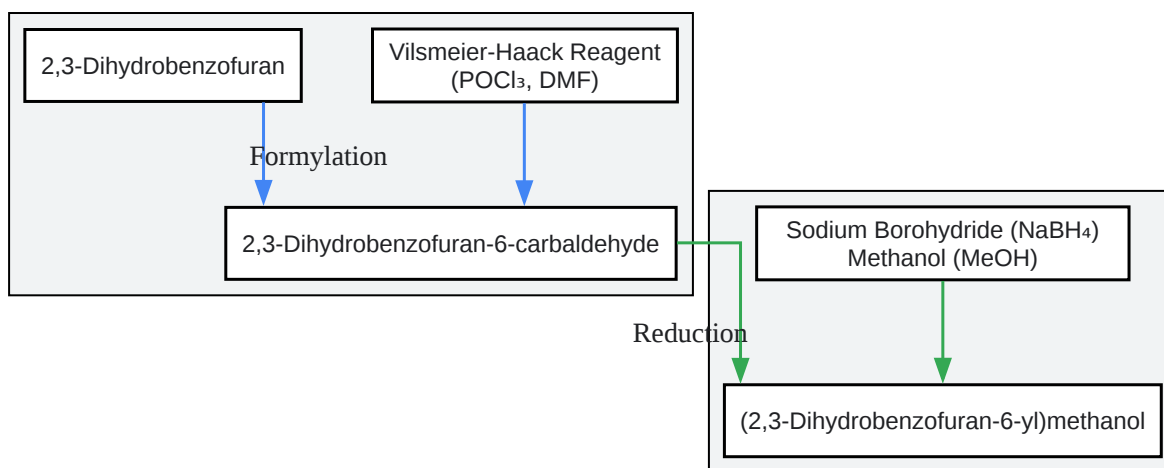 2,3-Dihydrobenzofuran
Vilsmeier-Haack Reagent
(POCl₃, DMF)
Formylation
2,3-Dihydrobenzofuran-6-carbaldehyde
Sodium Borohydride (NaBH₄)
Methanol (MeOH)
Reduction
(2,3-Dihydrobenzofuran-6-yl)methanol